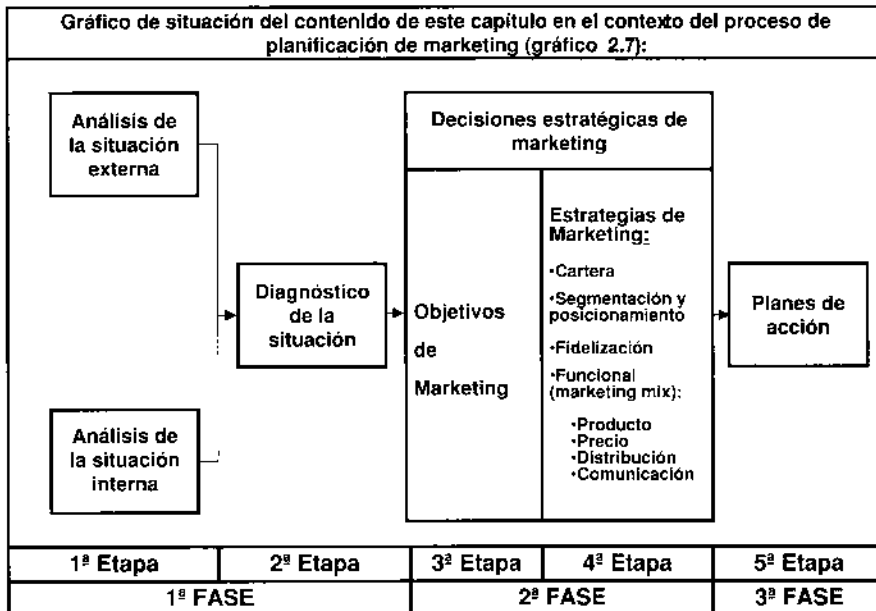 Gráfico de situación del contenido de este capítulo en el contexto del proceso de
planificación de marketing (gráfico 2.7):
Análisis de
la situación
externa
Diagnóstico
de la
situación
Análisis de
la situación
interna
Decisiones estratégicas de
marketing
Objetivos
de
Marketing
Estrategias de
Marketing:
•Cartera
•Segmentación y
posicionamiento
•Fidelización
•Funcional
(marketing mix):
•Producto
•Precio
•Distribución
•Comunicación
Planes de
acción
1ª Etapa
2ª Etapa
3ª Etapa
4ª Etapa
5ª Etapa
1ª FASE
2ª FASE
3ª FASE